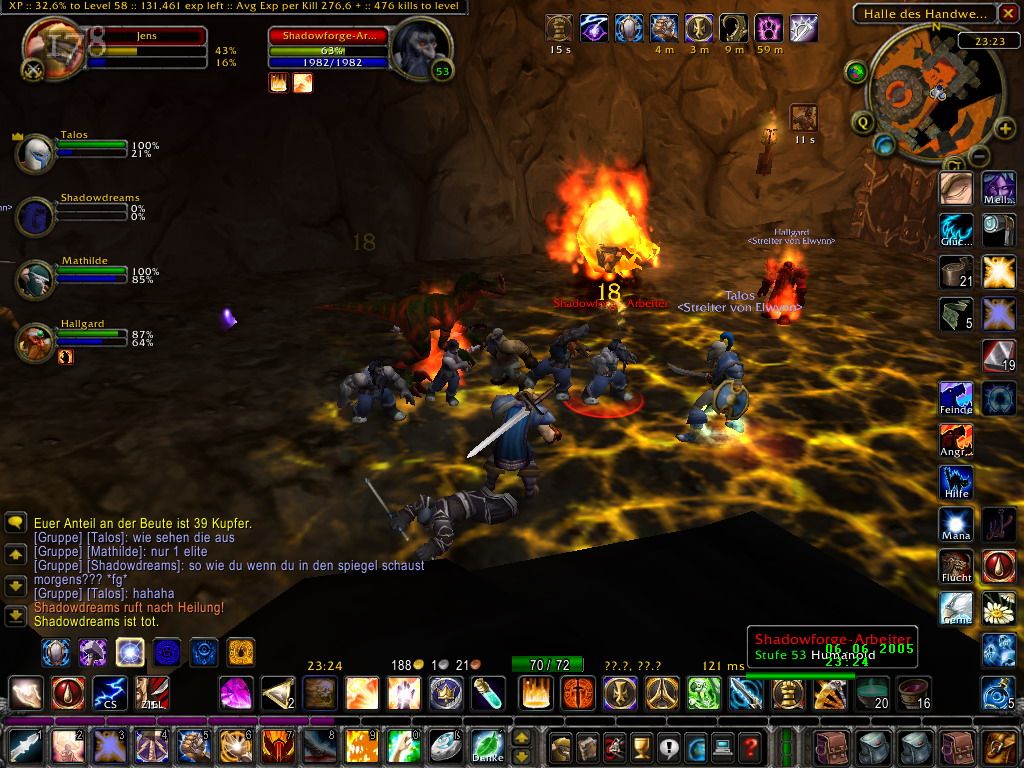 XP :: 32,6% to Level 58 :: 131.461 exp left :: Avg Exp per Kill 276,6 + :: 476 kills to level
Halle des Handwe...
N
23:23
178
Jens
43%
16%
Shadowforge-Ar...
63%
1982/1982
53
15 s
4 m
3 m
9 m
59 m
11 s
Talos
100%
21%
Shadowdreams
0%
0%
Mathilde
100%
85%
Hallgard
87%
64%
18
18
Shadowforge-Arbeiter
Hallgard
<Streiter von Elwynn>
Talos
<Streiter von Elwynn>
21
5
19
Feinde
Angr...
Hilfe
Mana
Flucht
Euer Anteil an der Beute ist 39 Kupfer.
[Gruppe] [Talos]: wie sehen die aus
[Gruppe] [Mathilde]: nur 1 elite
[Gruppe] [Shadowdreams]: so wie du wenn du in den spiegel schaust
morgens??? *fg*
[Gruppe] [Talos]: hahaha
Shadowdreams ruft nach Heilung!
Shadowdreams ist tot.
Shadowforge-Arbeiter
Stufe 53 Humanoid
06.06.2005
23:24
23:24
188 1 21
70 / 72
??.?, ??.?
121 ms
CS
ZIEL
2
20
16
5
Danke